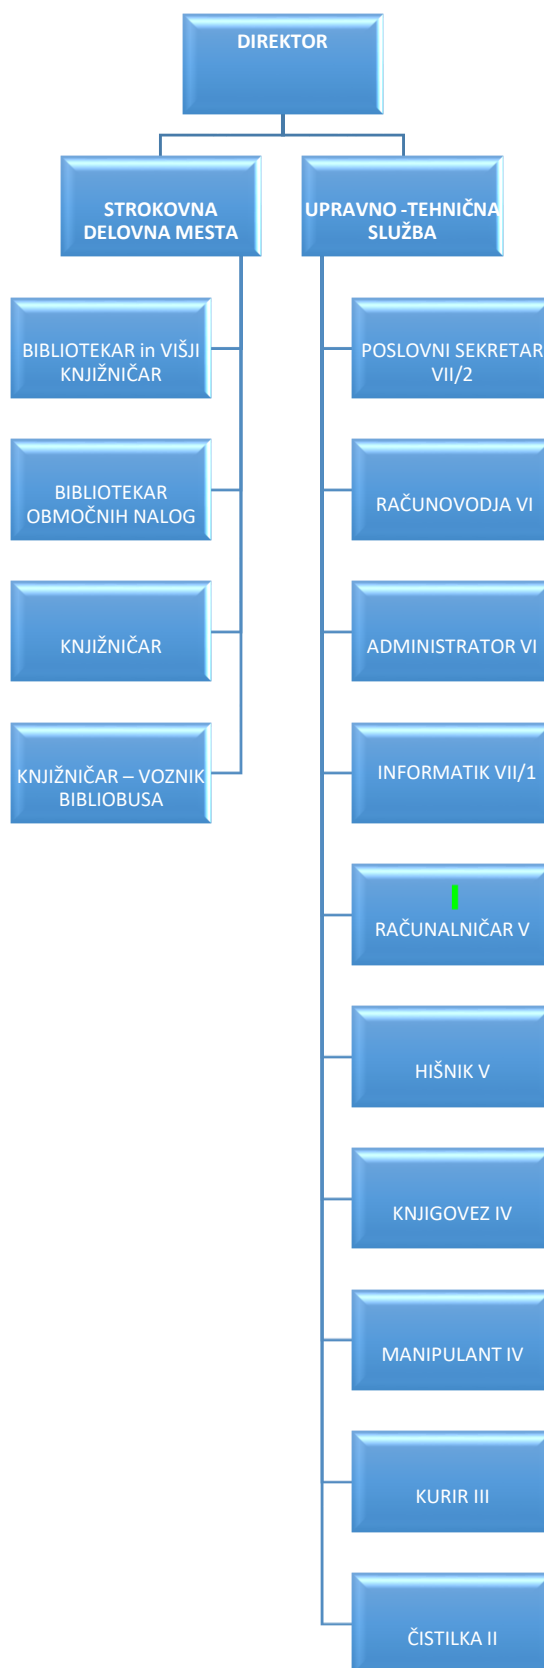 DIREKTOR
STROKOVNA
DELOVNA MESTA
UPRAVNO -TEHNIČNA
SLUŽBA
BIBLIOTEKAR in VIŠJI
KNJIŽNIČAR
BIBLIOTEKAR
OBMOČNIH NALOG
KNJIŽNIČAR
KNJIŽNIČAR – VOZNIK
BIBLIOBUSA
POSLOVNI SEKRETAR
VII/2
RAČUNOVODJA VI
ADMINISTRATOR VI
INFORMATIK VII/1
RAČUNALNIČAR V
HIŠNIK V
KNJIGOVEZ IV
MANIPULANT IV
KURIR III
ČISTILKA II